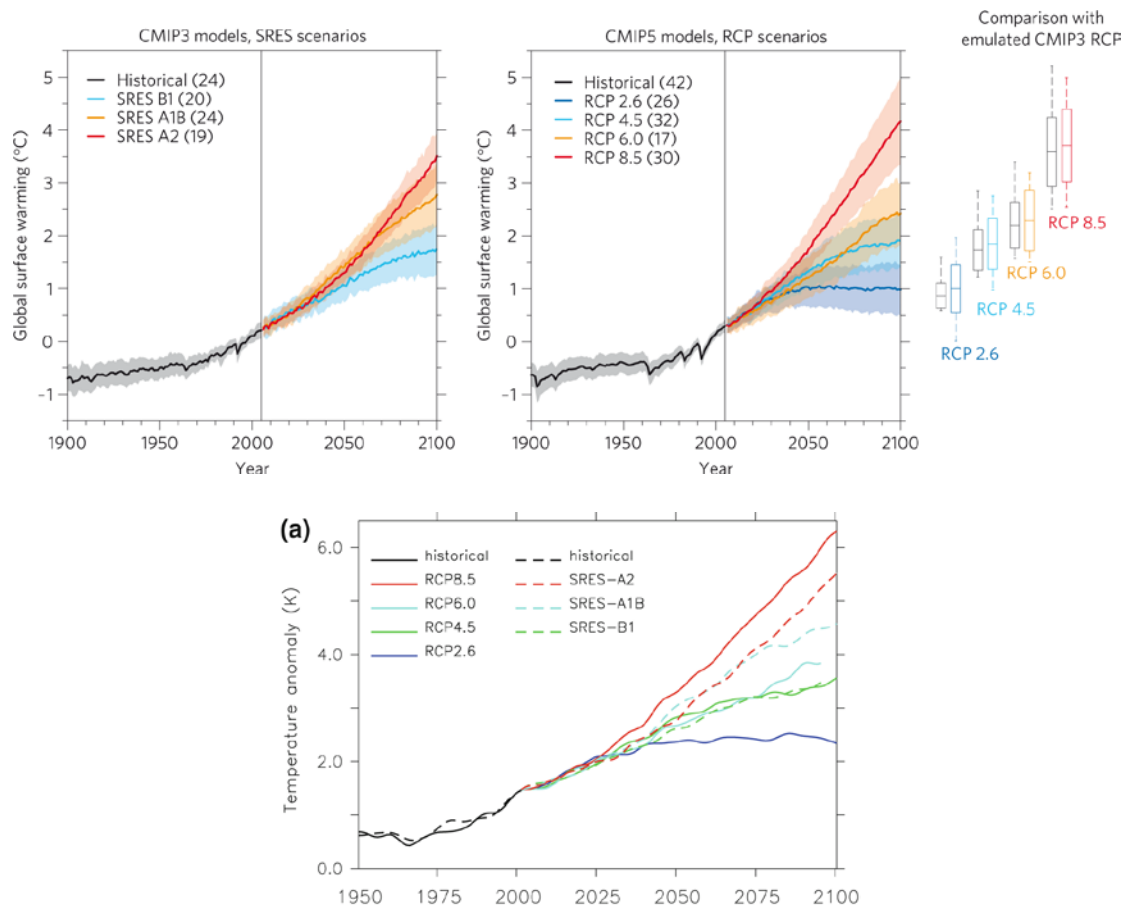 CMIP3 models, SRES scenarios
Historical (24)
SRES B1 (20)
SRES A1B (24)
SRES A2 (19)
Global surface warming (°C)
5
4
3
2
1
0
−1
1900
1950
2000
2050
2100
Year
CMIP5 models, RCP scenarios
Historical (42)
RCP 2.6 (26)
RCP 4.5 (32)
RCP 6.0 (17)
RCP 8.5 (30)
Global surface warming (°C)
5
4
3
2
1
0
−1
1900
1950
2000
2050
2100
Year
Comparison with
emulated CMIP3 RCP
RCP 8.5
RCP 6.0
RCP 4.5
RCP 2.6
(a)
historical
RCP8.5
RCP6.0
RCP4.5
RCP2.6
historical
SRES−A2
SRES−A1B
SRES−B1
Temperature anomaly (K)
6.0
4.0
2.0
0.0
1950
1975
2000
2025
2050
2075
2100